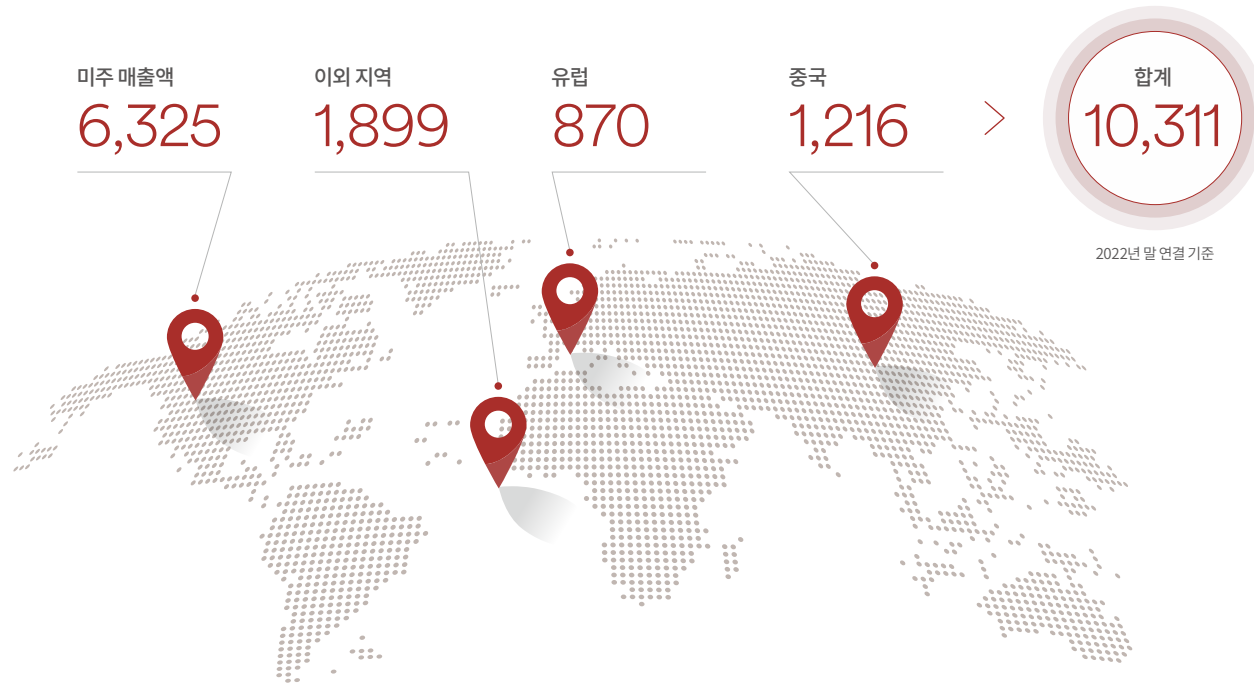 미주 매출액
6,325
이외 지역
1,899
유럽
870
중국
1,216
합계
10,311
2022년 말 연결 기준